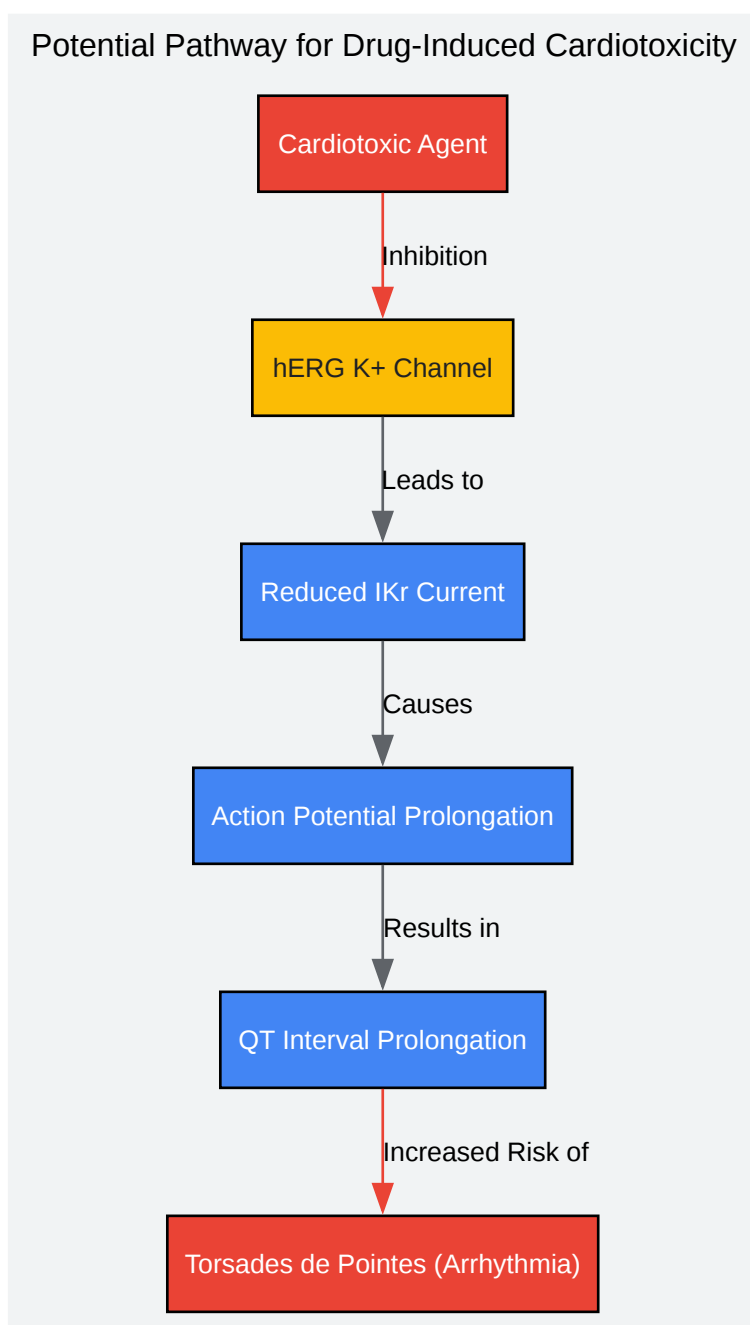 Potential Pathway for Drug-Induced Cardiotoxicity
Cardiotoxic Agent
Inhibition
hERG K+ Channel
Leads to
Reduced IKr Current
Causes
Action Potential Prolongation
Results in
QT Interval Prolongation
Increased Risk of
Torsades de Pointes (Arrhythmia)